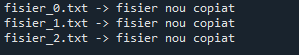 fisier_0.txt -> fisier nou copiat
fisier_1.txt -> fisier nou copiat
fisier_2.txt -> fisier nou copiat